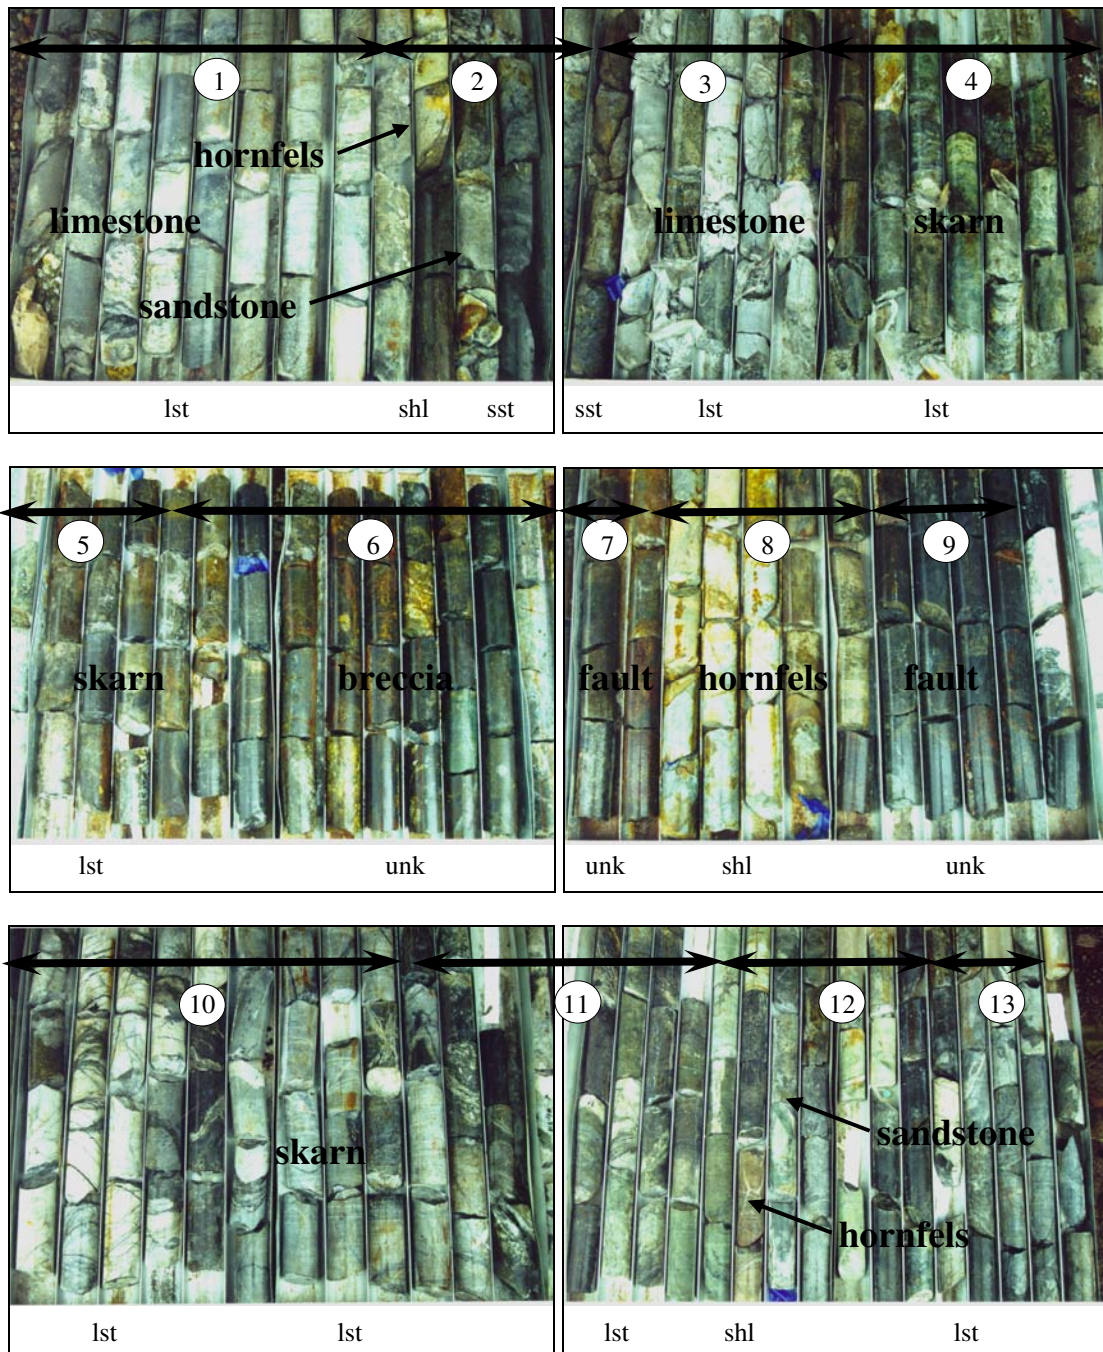 1
2
hornfels
limestone
sandstone
lst shl sst
3
4
limestone skarn
sst lst lst
5
6
skarn breccia
lst unk
7
8
9
fault hornfels fault
unk shl unk
10
skarn
lst lst
11
12
13
sandstone
hornfels
lst shl lst